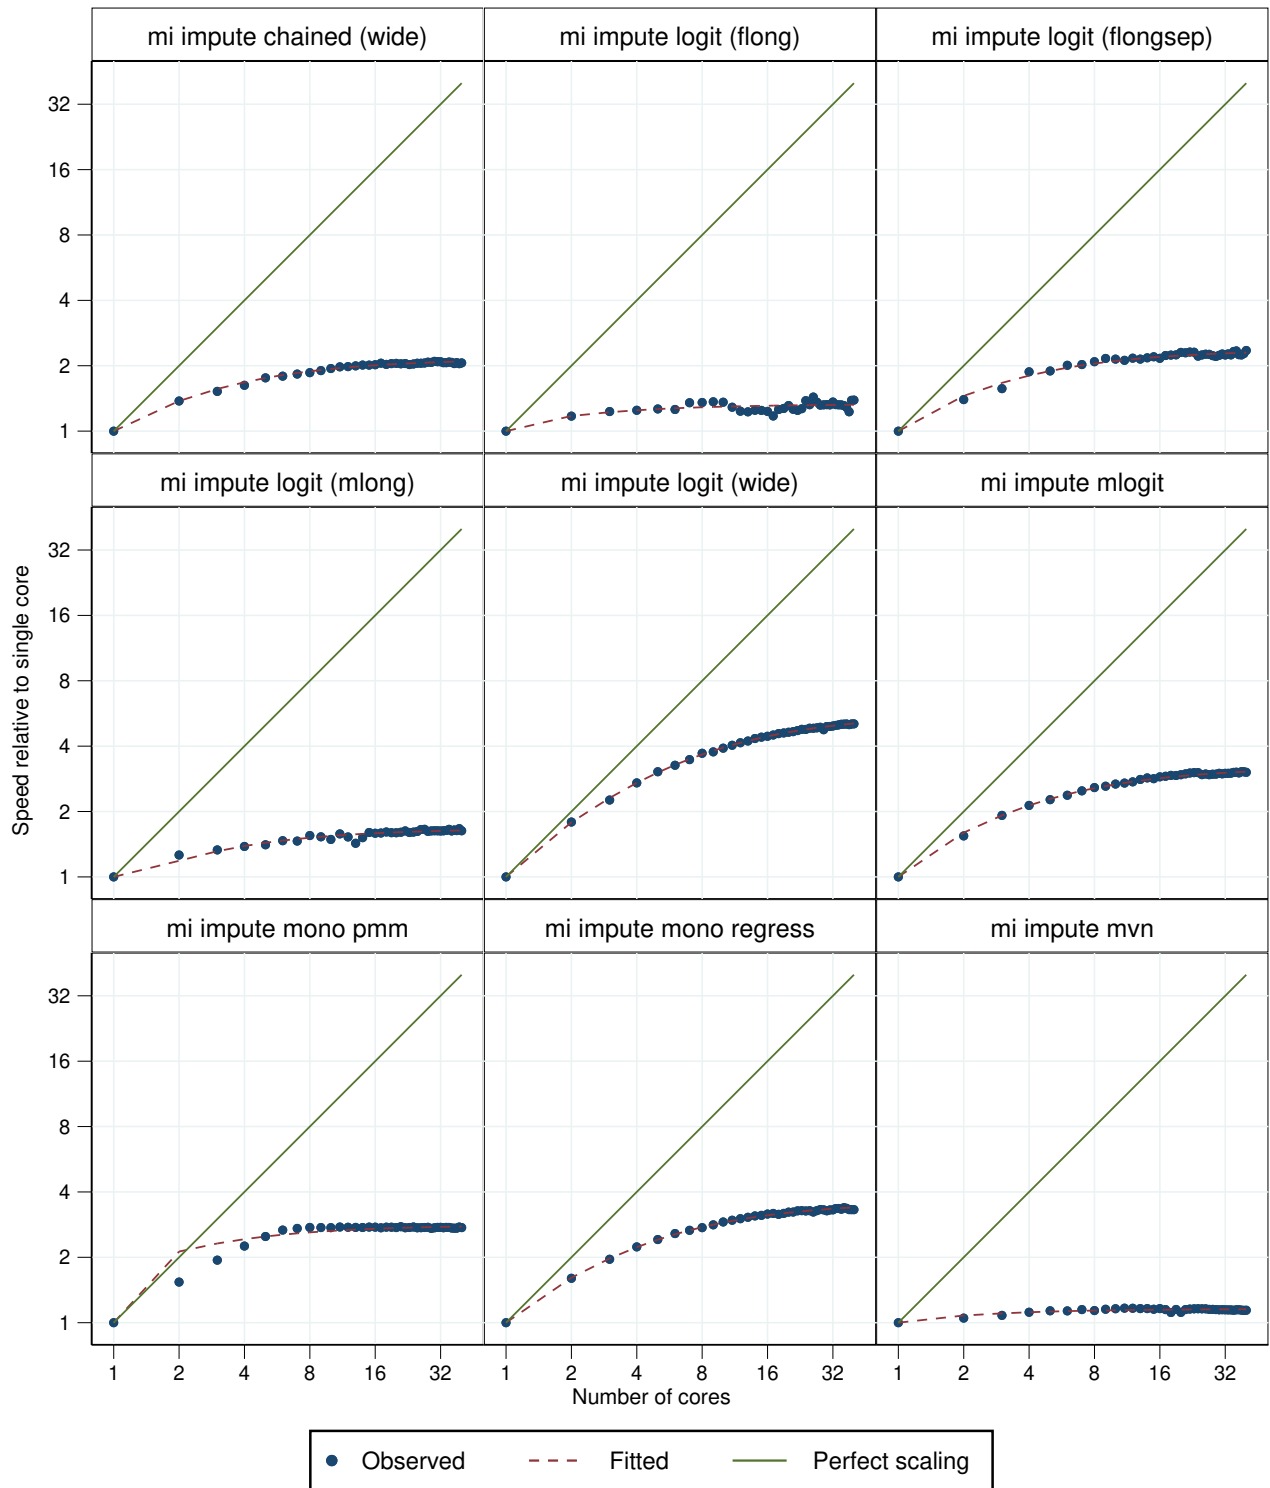 mi impute chained (wide)
mi impute logit (flong)
mi impute logit (flongsep)
32
16
8
4
2
1
mi impute logit (mlong)
mi impute logit (wide)
mi impute mlogit
32
16
8
4
2
1
Speed relative to single core
mi impute mono pmm
mi impute mono regress
mi impute mvn
32
16
8
4
2
1
1 2 4 8 16 32
1 2 4 8 16 32
1 2 4 8 16 32
Number of cores
Observed Fitted Perfect scaling